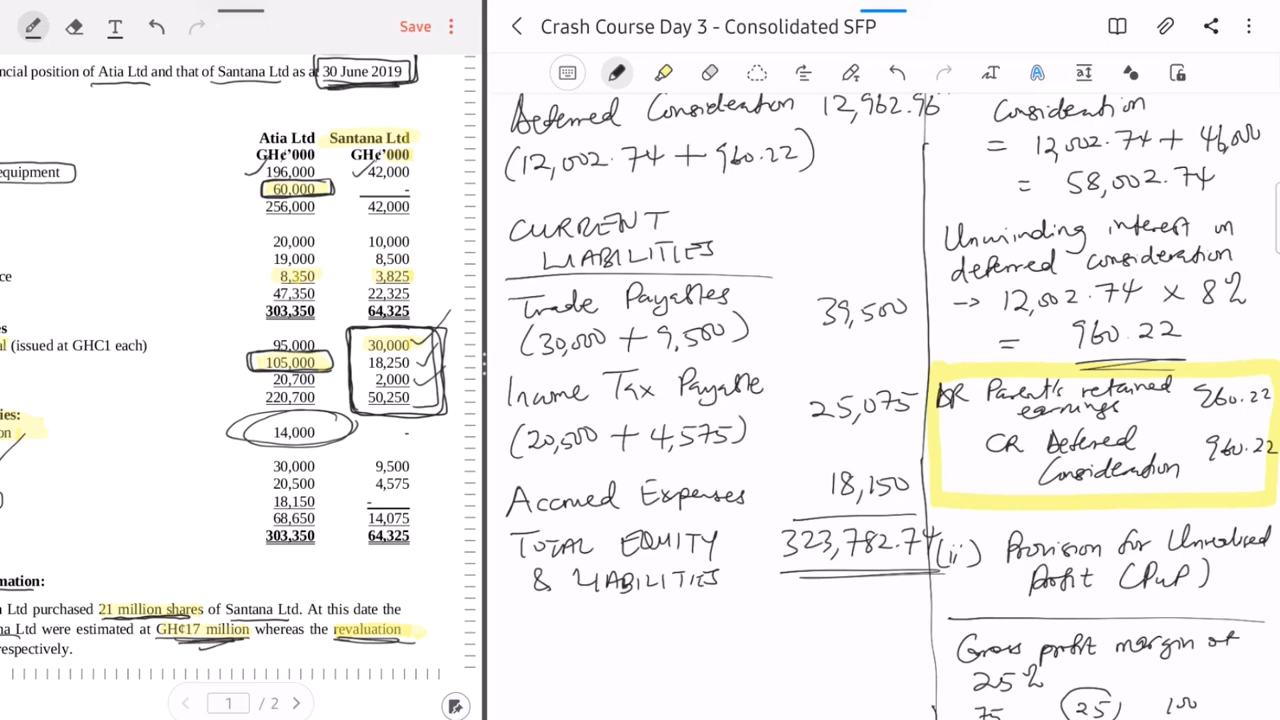 Save
Crash Course Day 3 - Consolidated SFP
ncial position of Atia Ltd and that of Santana Ltd as at 30 June 2019
Atia Ltd Santana Ltd
GH¢'000 GH¢'000
equipment 196,000 42,000
60,000 -
256,000 42,000
20,000 10,000
19,000 8,500
ce 8,350 3,825
47,350 22,325
303,350 64,325
es
al (issued at GHC1 each) 95,000 30,000
105,000 18,250
20,700 2,000
220,700 50,250
ies:
on 14,000 -
30,000 9,500
20,500 4,575
18,150 -
68,650 14,075
303,350 64,325
mation:
Ltd purchased 21 million shares of Santana Ltd. At this date the
na Ltd were estimated at GH¢17 million whereas the revaluation
respectively.
1 / 2
Deferred Consideration 12,962.96
(12,002.74 + 960.22)
CURRENT
LIABILITIES
Trade Payables 39,500
(30,000 + 9,500)
Income Tax Payable 25,075
(20,500 + 4,575)
Accrued Expenses 18,150
TOTAL EQUITY 323,782.74
& LIABILITIES
Consideration
= 12,002.74 + 46,000
= 58,002.74
Unwinding interest on
deferred consideration
→ 12,002.74 × 8%
= 960.22
DR Parent's retained 960.22
earnings
CR Deferred 960.22
Consideration
(ii) Provision for Unrealised
Profit (PuP)
Gross profit margin of
25%
75 25 100